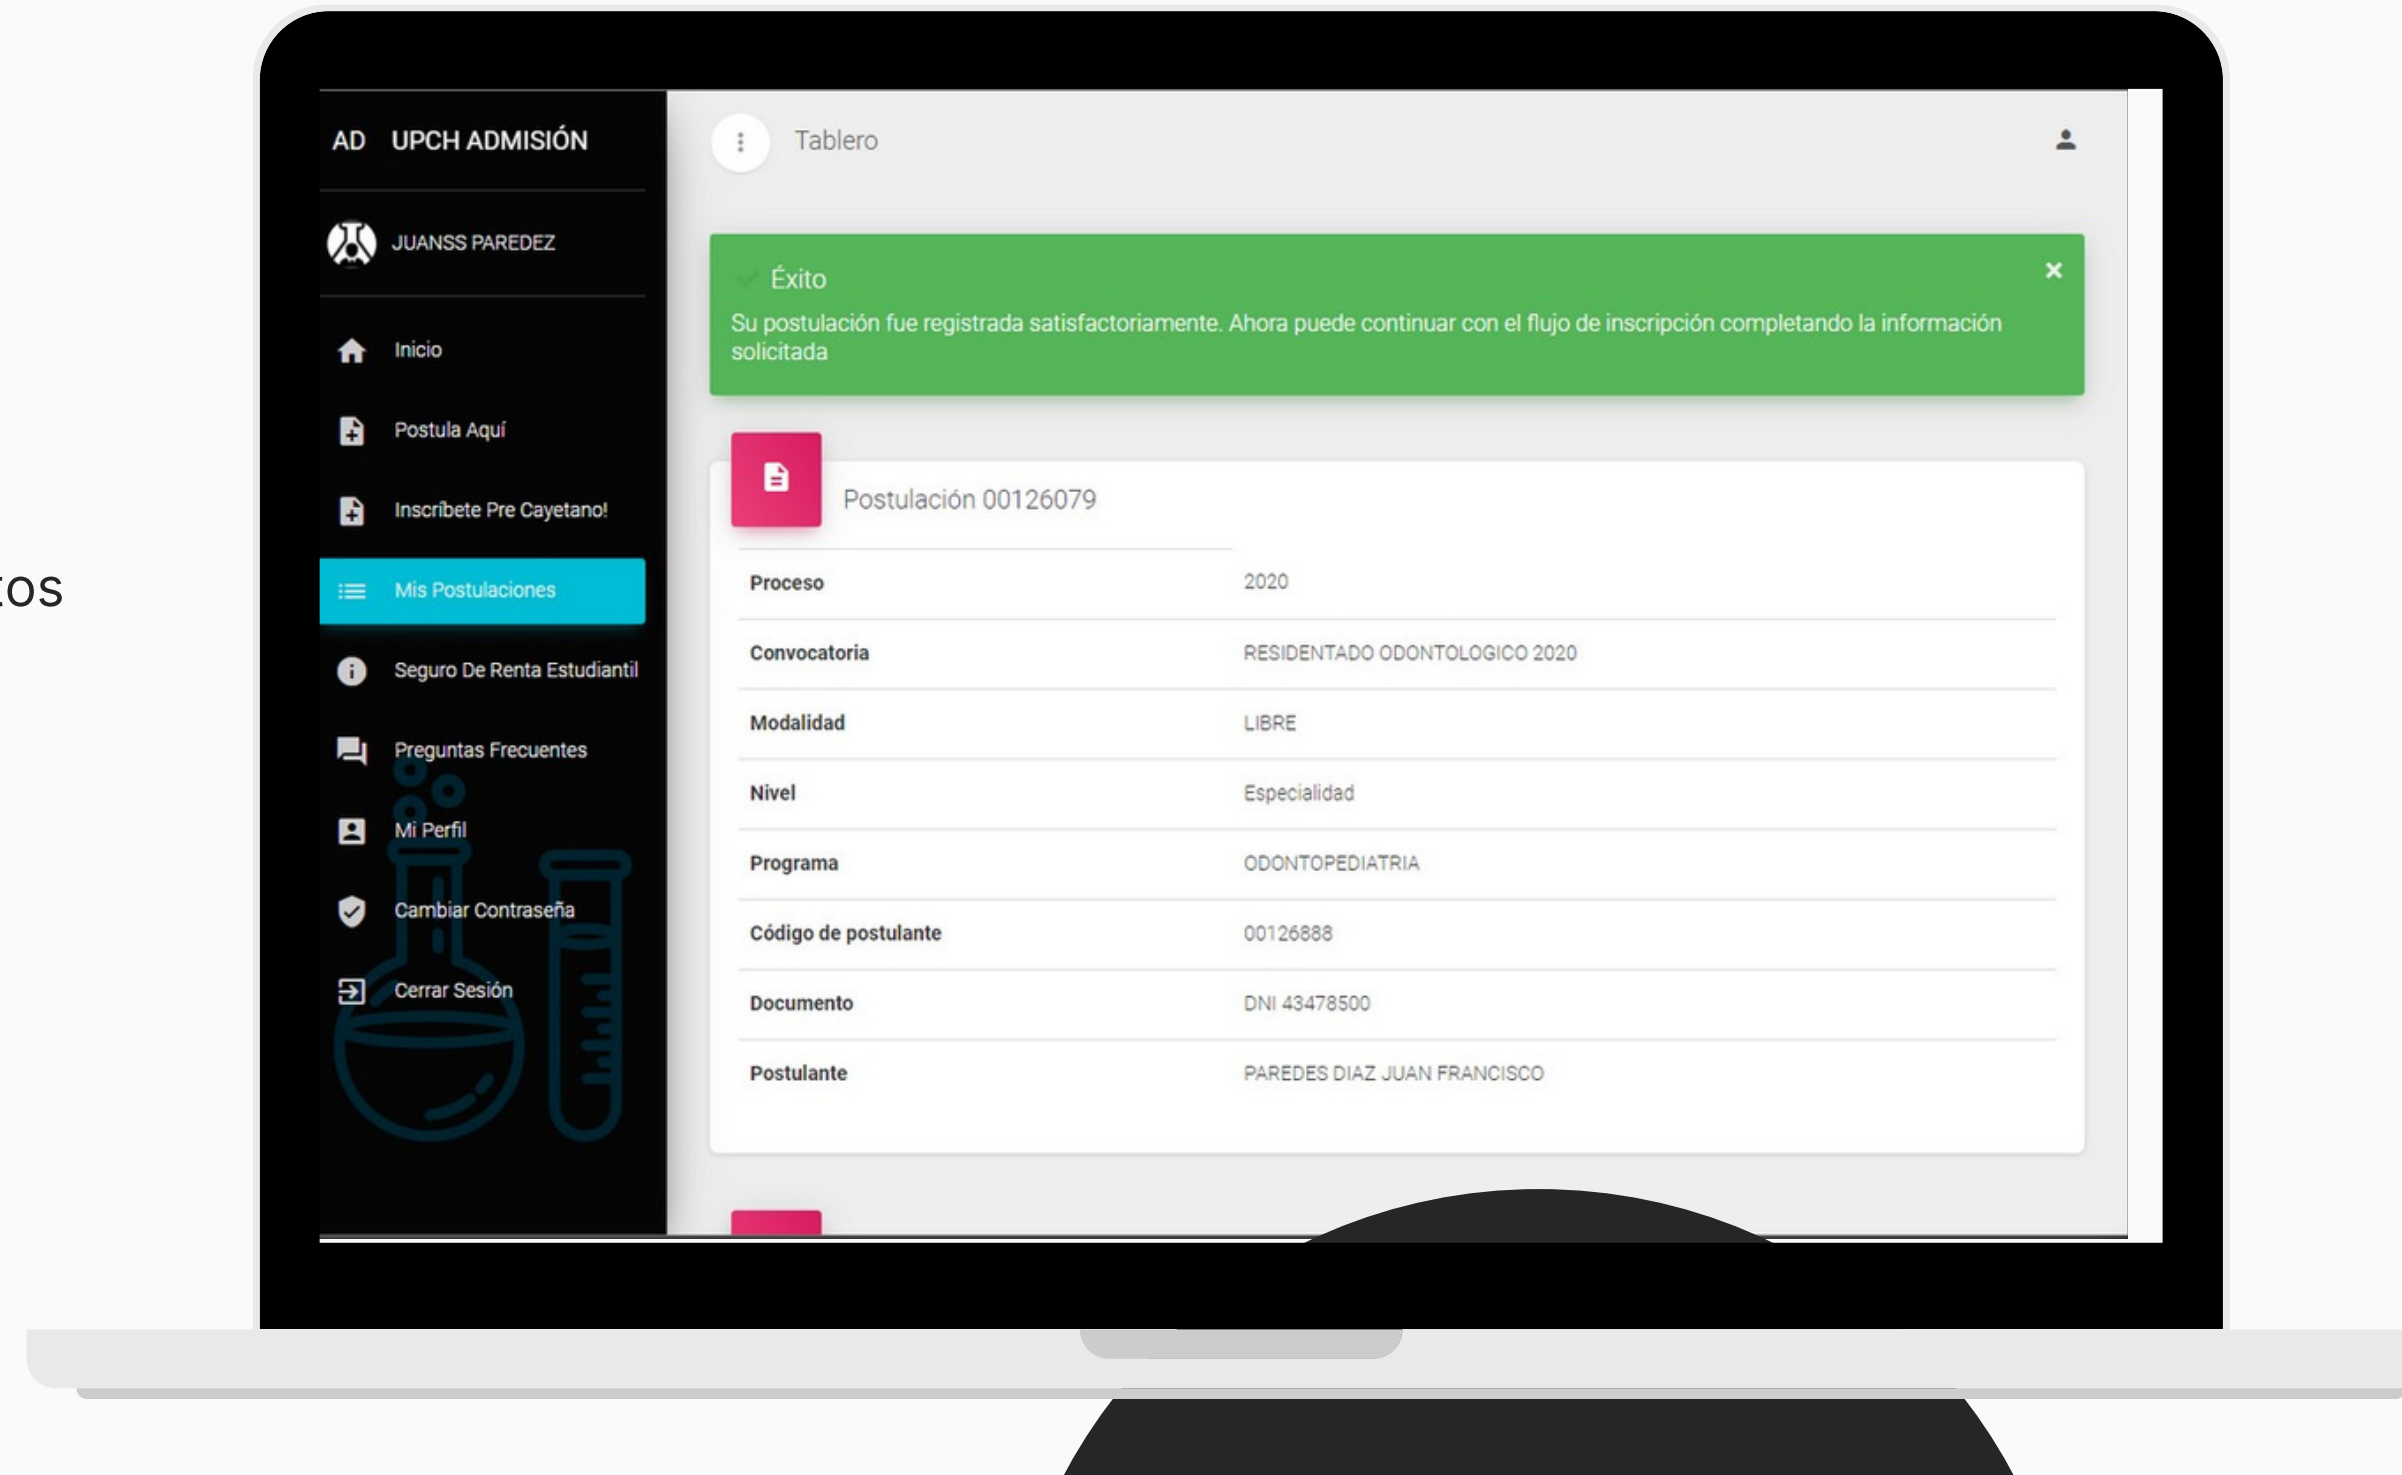 tos
AD UPCH ADMISIÓN
JUANSS PAREDEZ
Inicio
Postula Aquí
Inscríbete Pre Cayetano!
Mis Postulaciones
Seguro De Renta Estudiantil
Preguntas Frecuentes
Mi Perfil
Cambiar Contraseña
Cerrar Sesión
Tablero
Éxito
Su postulación fue registrada satisfactoriamente. Ahora puede continuar con el flujo de inscripción completando la información
solicitada
Postulación 00126079
Proceso 2020
Convocatoria RESIDENTADO ODONTOLOGICO 2020
Modalidad LIBRE
Nivel Especialidad
Programa ODONTOPEDIATRIA
Código de postulante 00126888
Documento DNI 43478500
Postulante PAREDES DIAZ JUAN FRANCISCO